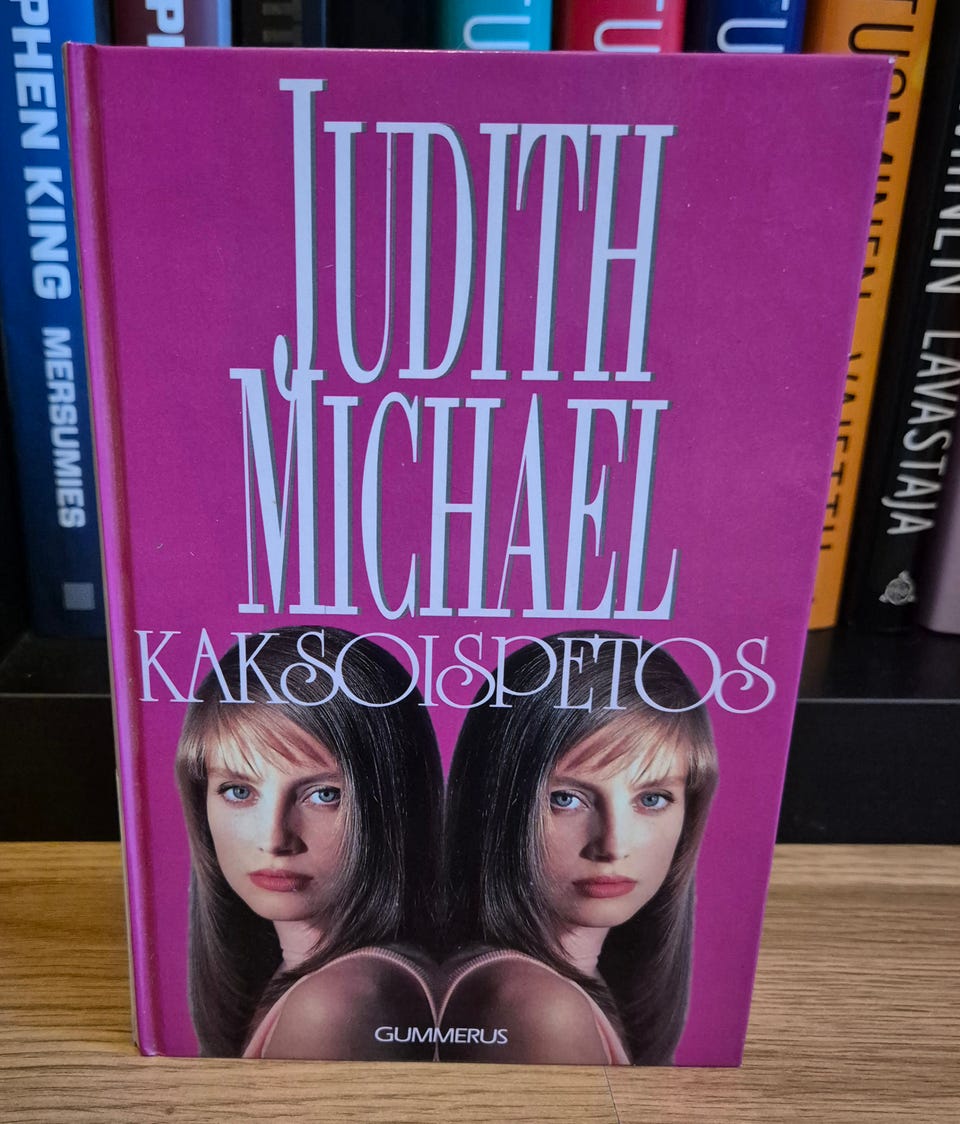 JUDITH
MICHAEL
KAKSOISPETOS
GUMMERUS
PHEN KING MERSUMIES
LAVASTAJA